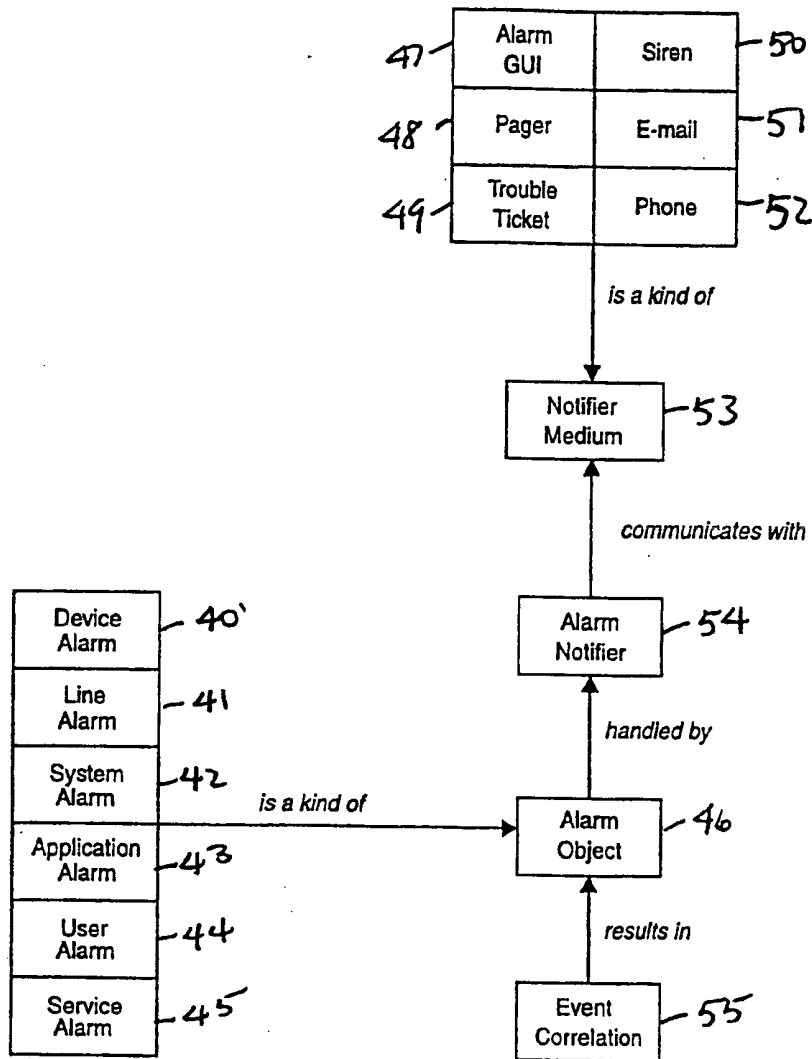 47
Alarm
GUI
Siren
50
48
Pager
E-mail
51
49
Trouble
Ticket
Phone
52
is a kind of
Notifier
Medium
53
communicates with
Device
Alarm
40
Alarm
Notifier
54
Line
Alarm
41
handled by
System
Alarm
42
is a kind of
Application
Alarm
43
Alarm
Object
46
User
Alarm
44
results in
Service
Alarm
45
Event
Correlation
55